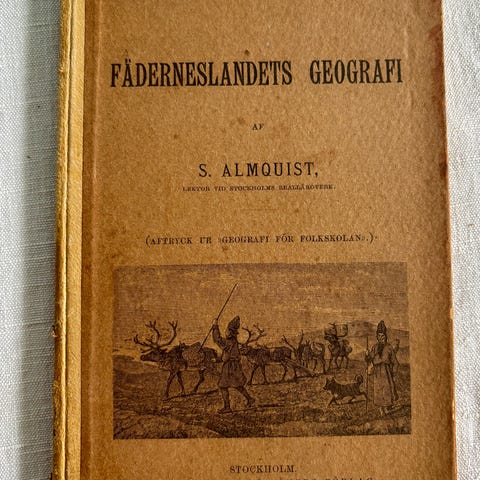 FÄDERNESLANDETS GEOGRAFI
AF
S. ALMQUIST,
LEKTOR VID STOCKHOLMS REALLÄROVERK.
(AFTRYCK UR »GEOGRAFI FÖR FOLKSKOLAN».)
STOCKHOLM.